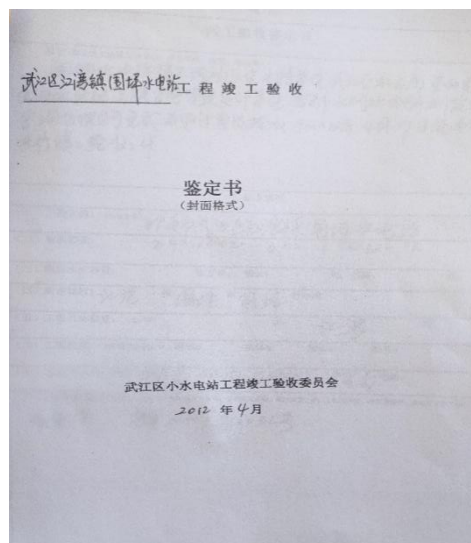 武江区江湾镇围坪水电站工程竣工验收
鉴定书
(封面格式)
武江区小水电站工程竣工验收委员会
2012 年 4 月